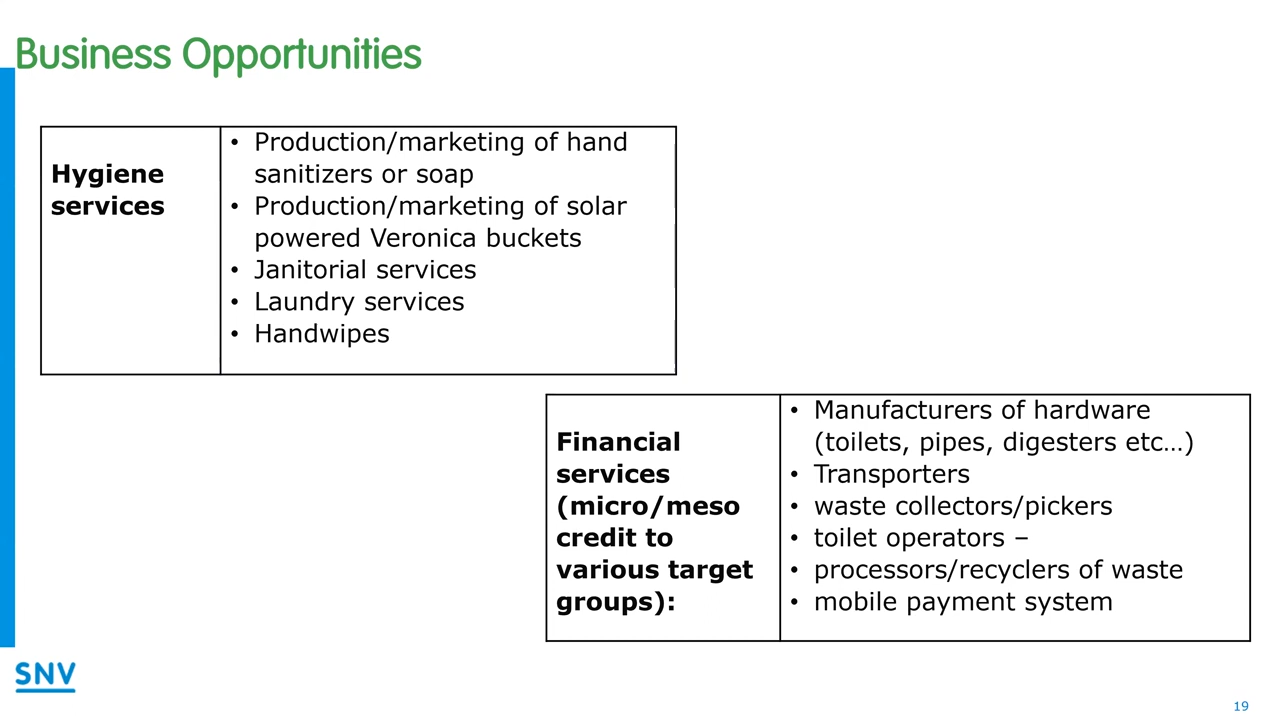 Business Opportunities
Hygiene
services
• Production/marketing of hand
sanitizers or soap
• Production/marketing of solar
powered Veronica buckets
• Janitorial services
• Laundry services
• Handwipes
Financial
services
(micro/meso
credit to
various target
groups):
• Manufacturers of hardware
(toilets, pipes, digesters etc…)
• Transporters
• waste collectors/pickers
• toilet operators –
• processors/recyclers of waste
• mobile payment system
SNV
19